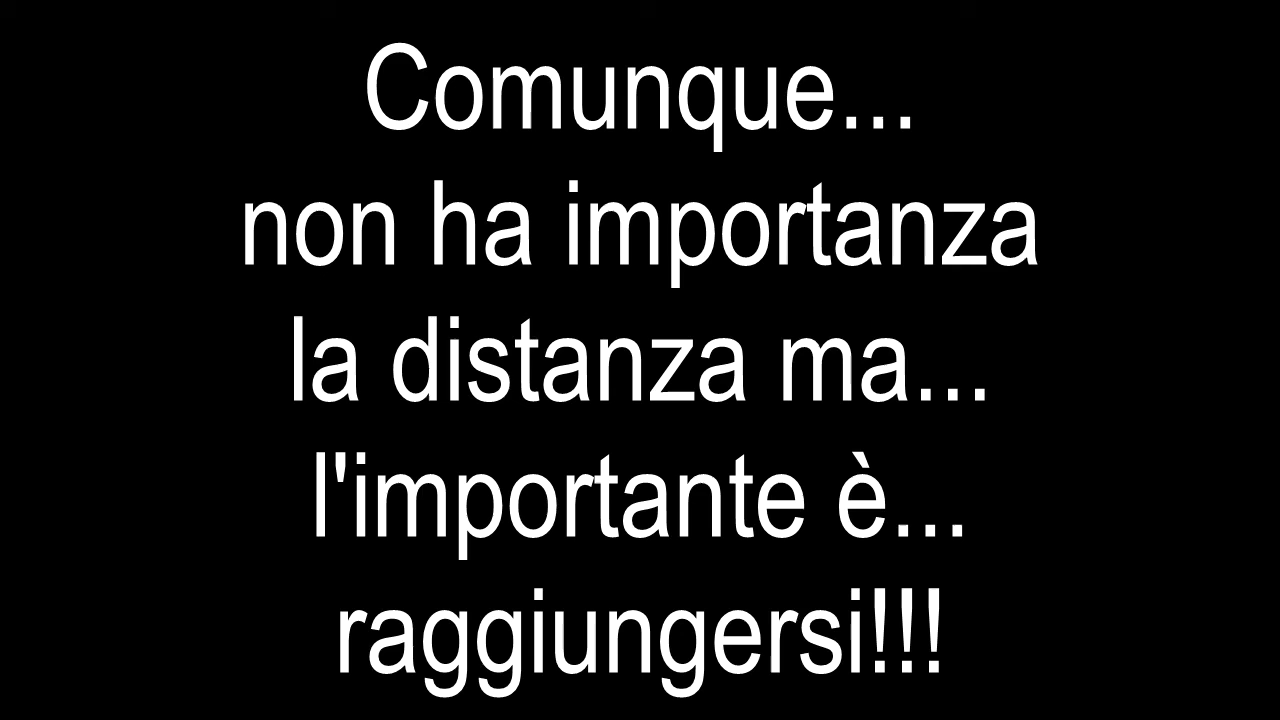 Comunque...
non ha importanza
la distanza ma...
l'importante è...
raggiungersi!!!